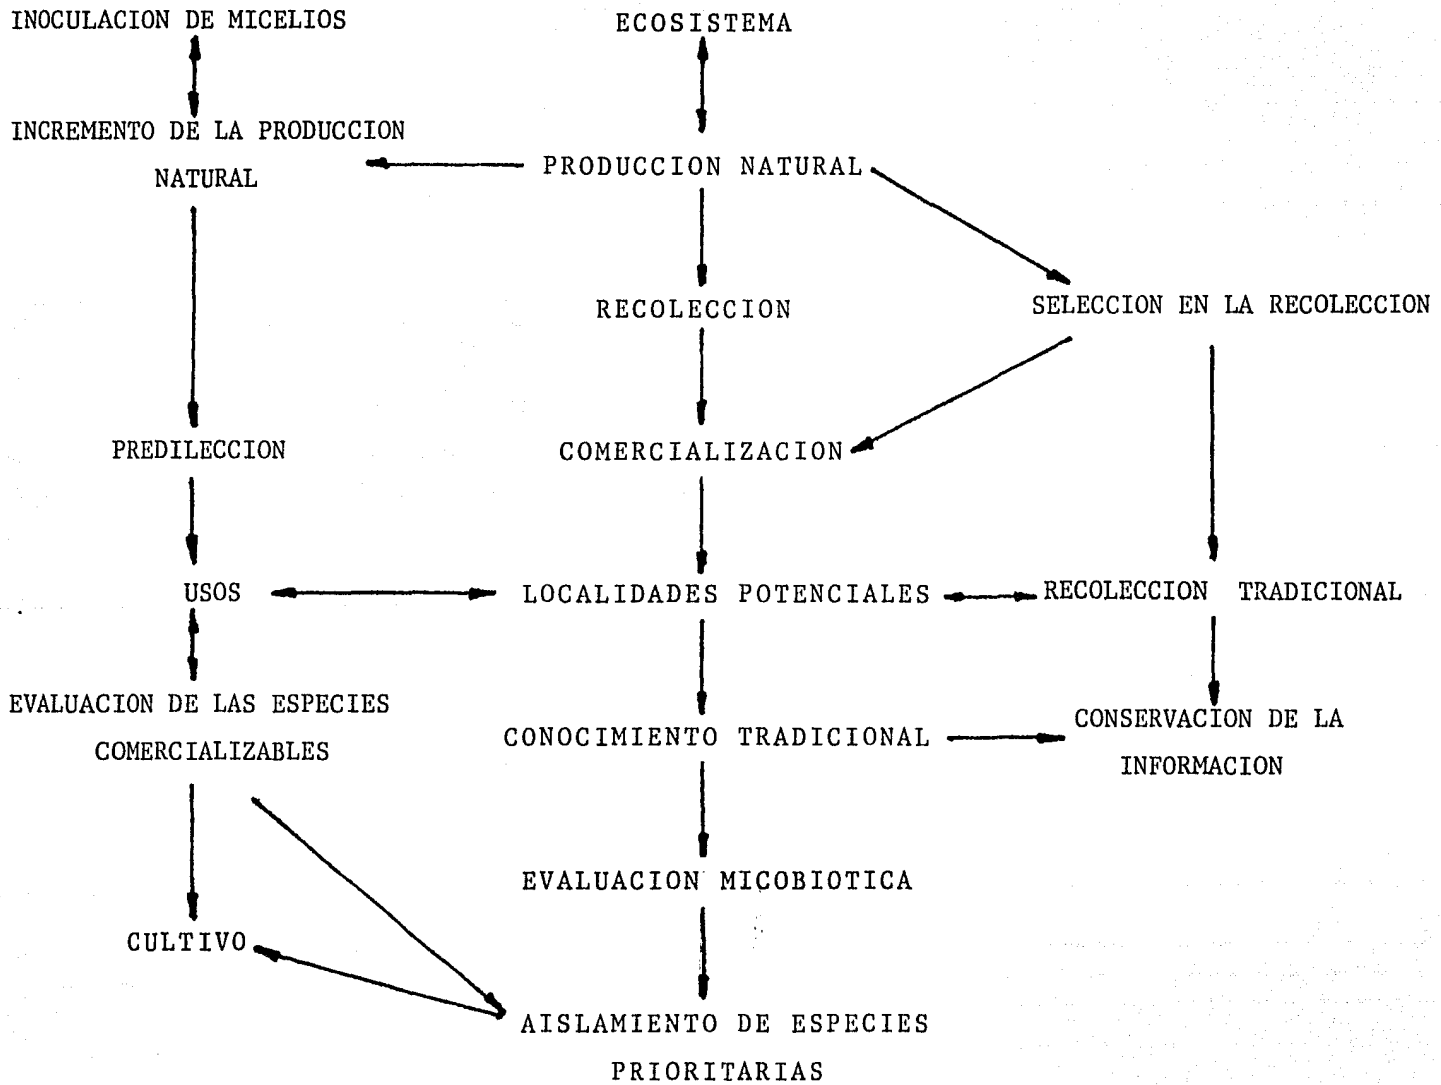 INOCULACION DE MICELIOS
ECOSISTEMA
INCREMENTO DE LA PRODUCCION
NATURAL
PRODUCCION NATURAL
RECOLECCION
SELECCION EN LA RECOLECCION
PREDILECCION
COMERCIALIZACION
USOS
LOCALIDADES POTENCIALES
RECOLECCION TRADICIONAL
EVALUACION DE LAS ESPECIES
COMERCIALIZABLES
CONOCIMIENTO TRADICIONAL
CONSERVACION DE LA
INFORMACION
EVALUACION MICOBIOTICA
CULTIVO
AISLAMIENTO DE ESPECIES
PRIORITARIAS